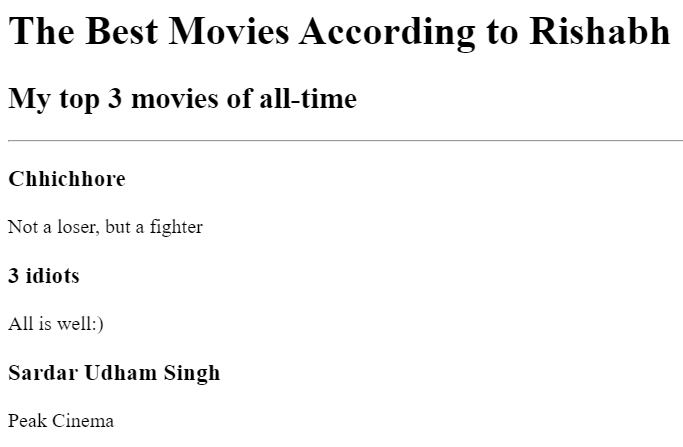 The Best Movies According to Rishabh
My top 3 movies of all-time
Chhichhore
Not a loser, but a fighter
3 idiots
All is well:)
Sardar Udham Singh
Peak Cinema